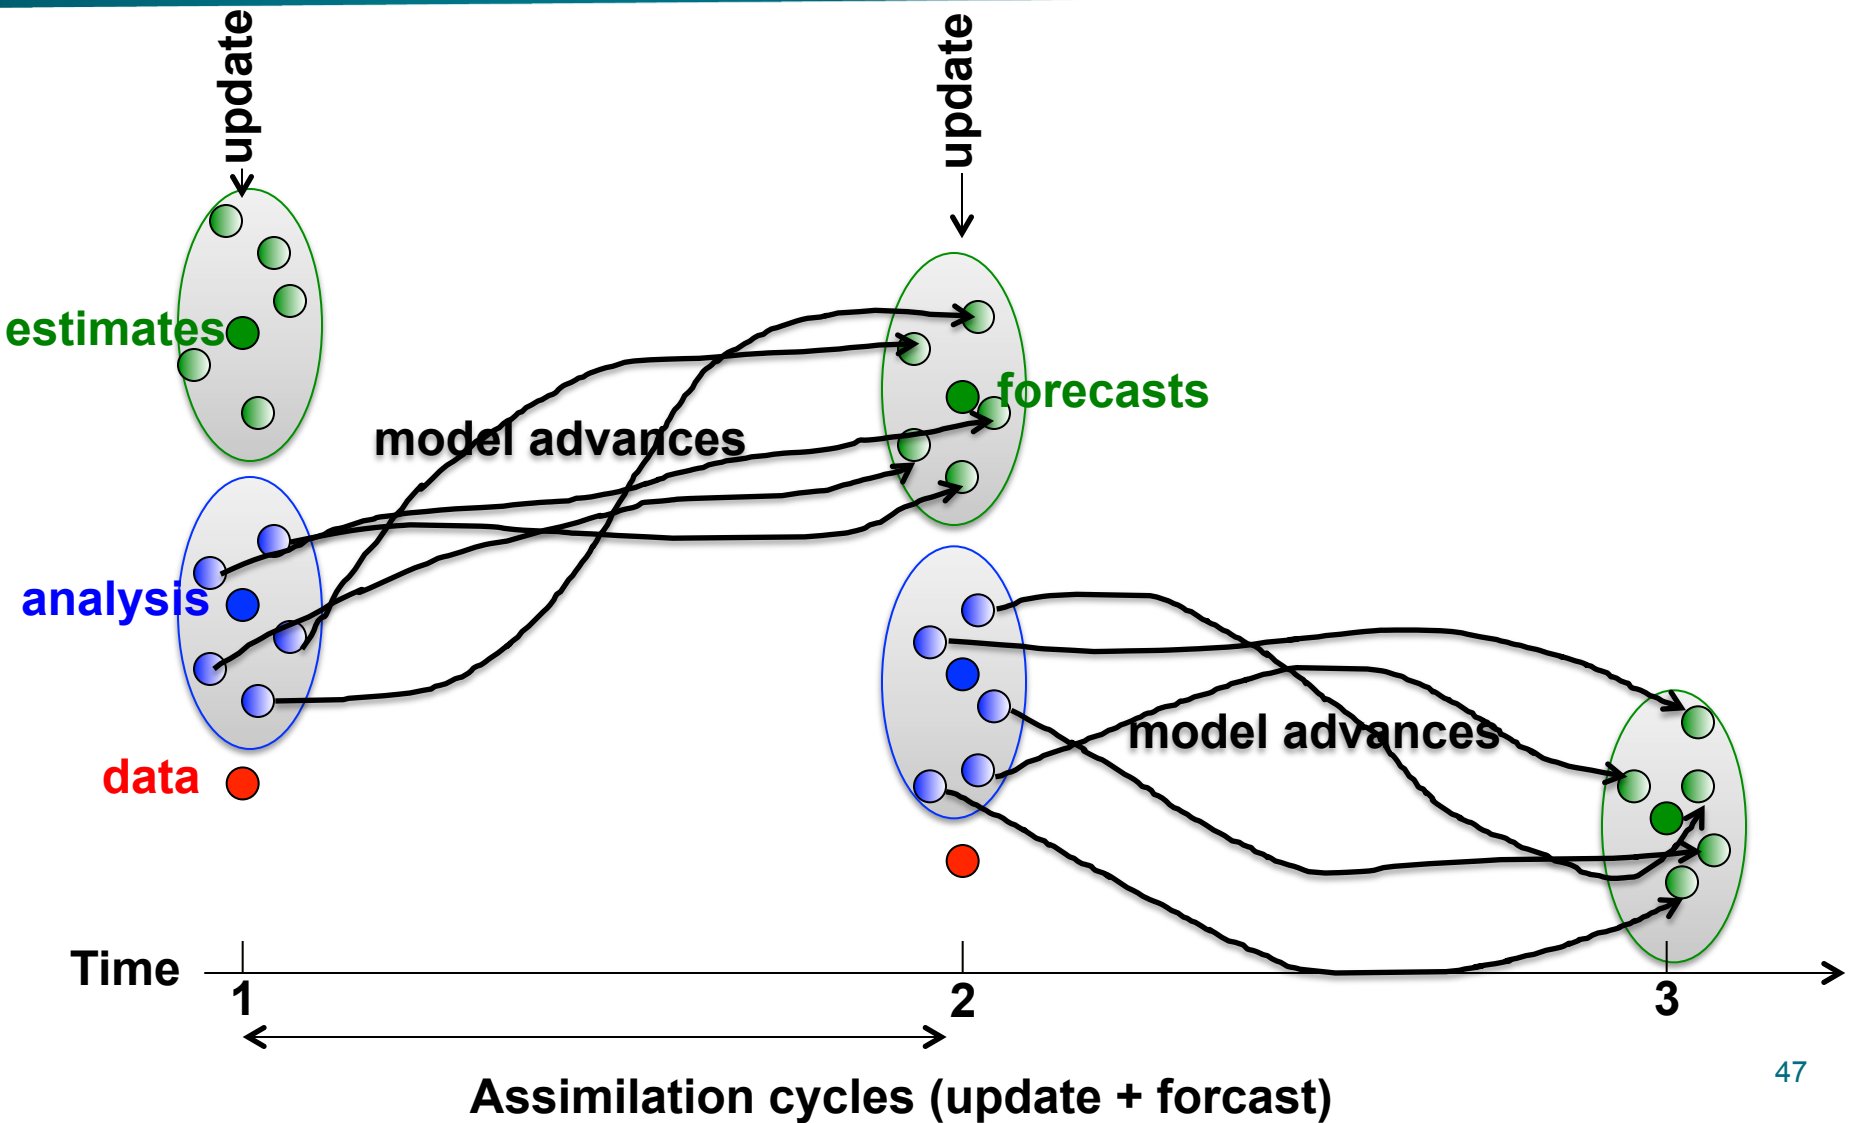 update
update
estimates
forecasts
model advances
analysis
model advances
data
Time
1
2
3
47
Assimilation cycles (update + forcast)